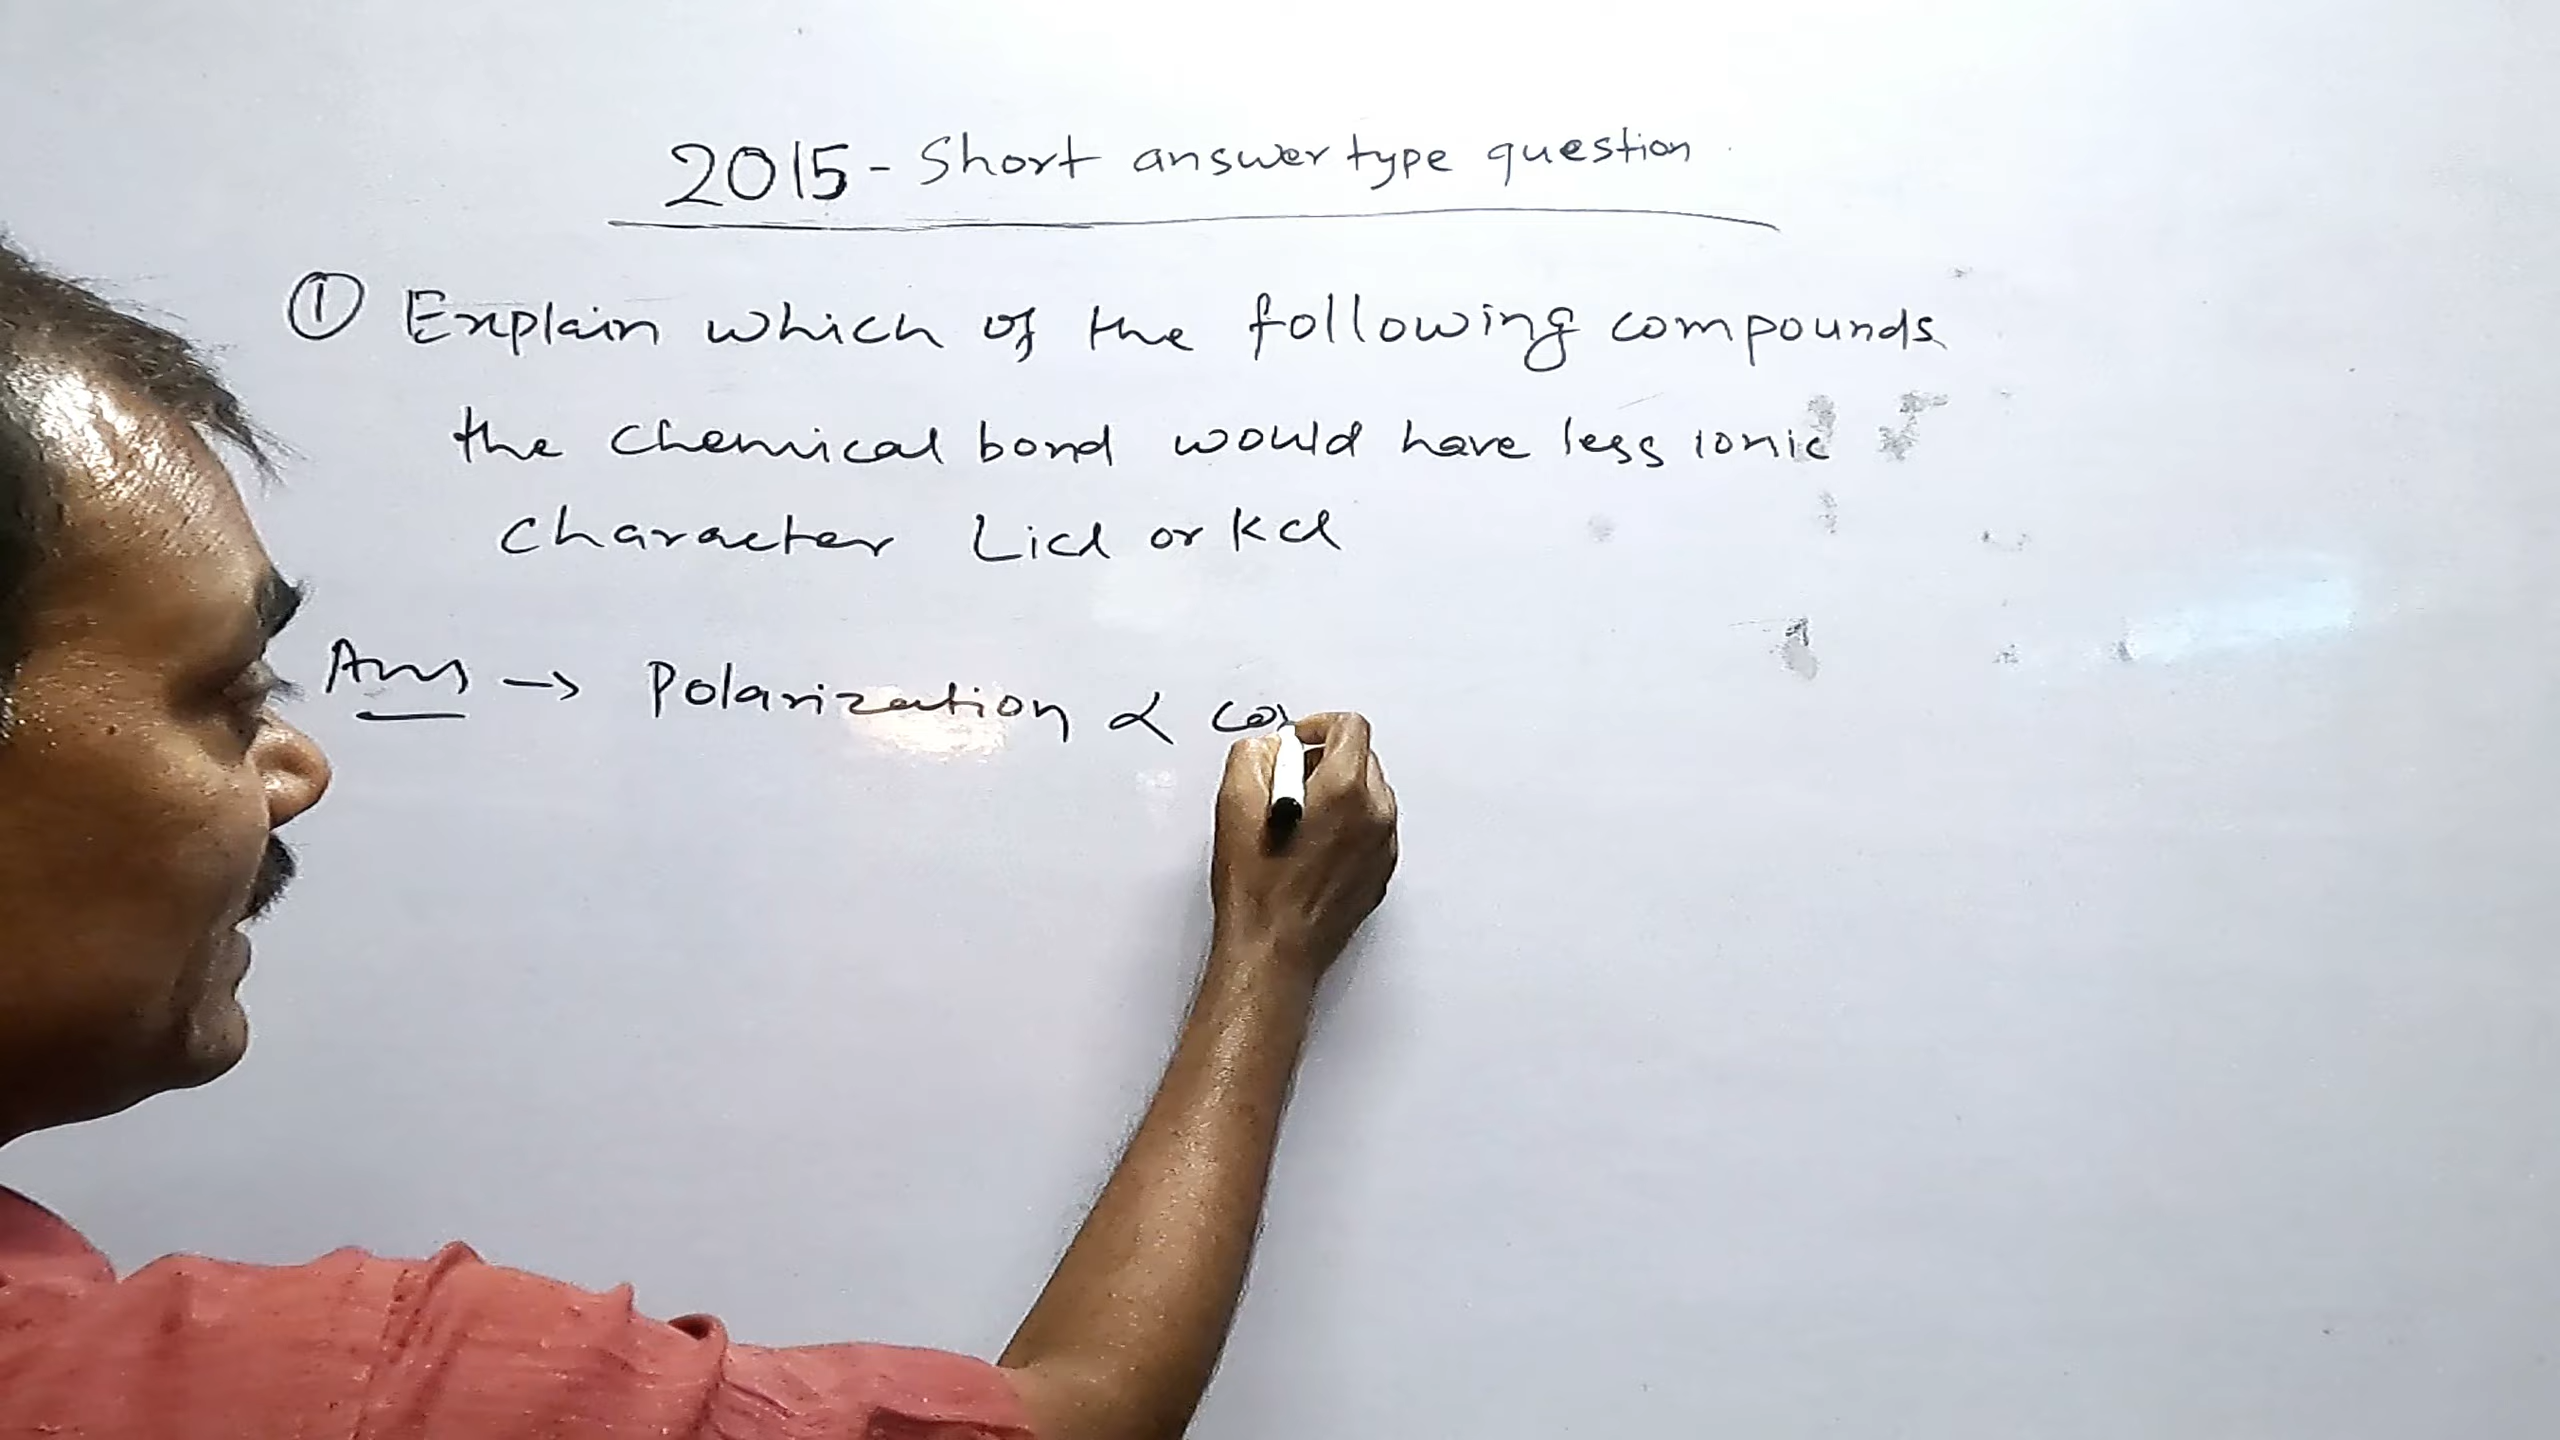 2015 - Short answer type question
① Explain which of the following compounds
the chemical bond would have less ionic
character LiCl or KCl
Ans → Polarization ∝ cov